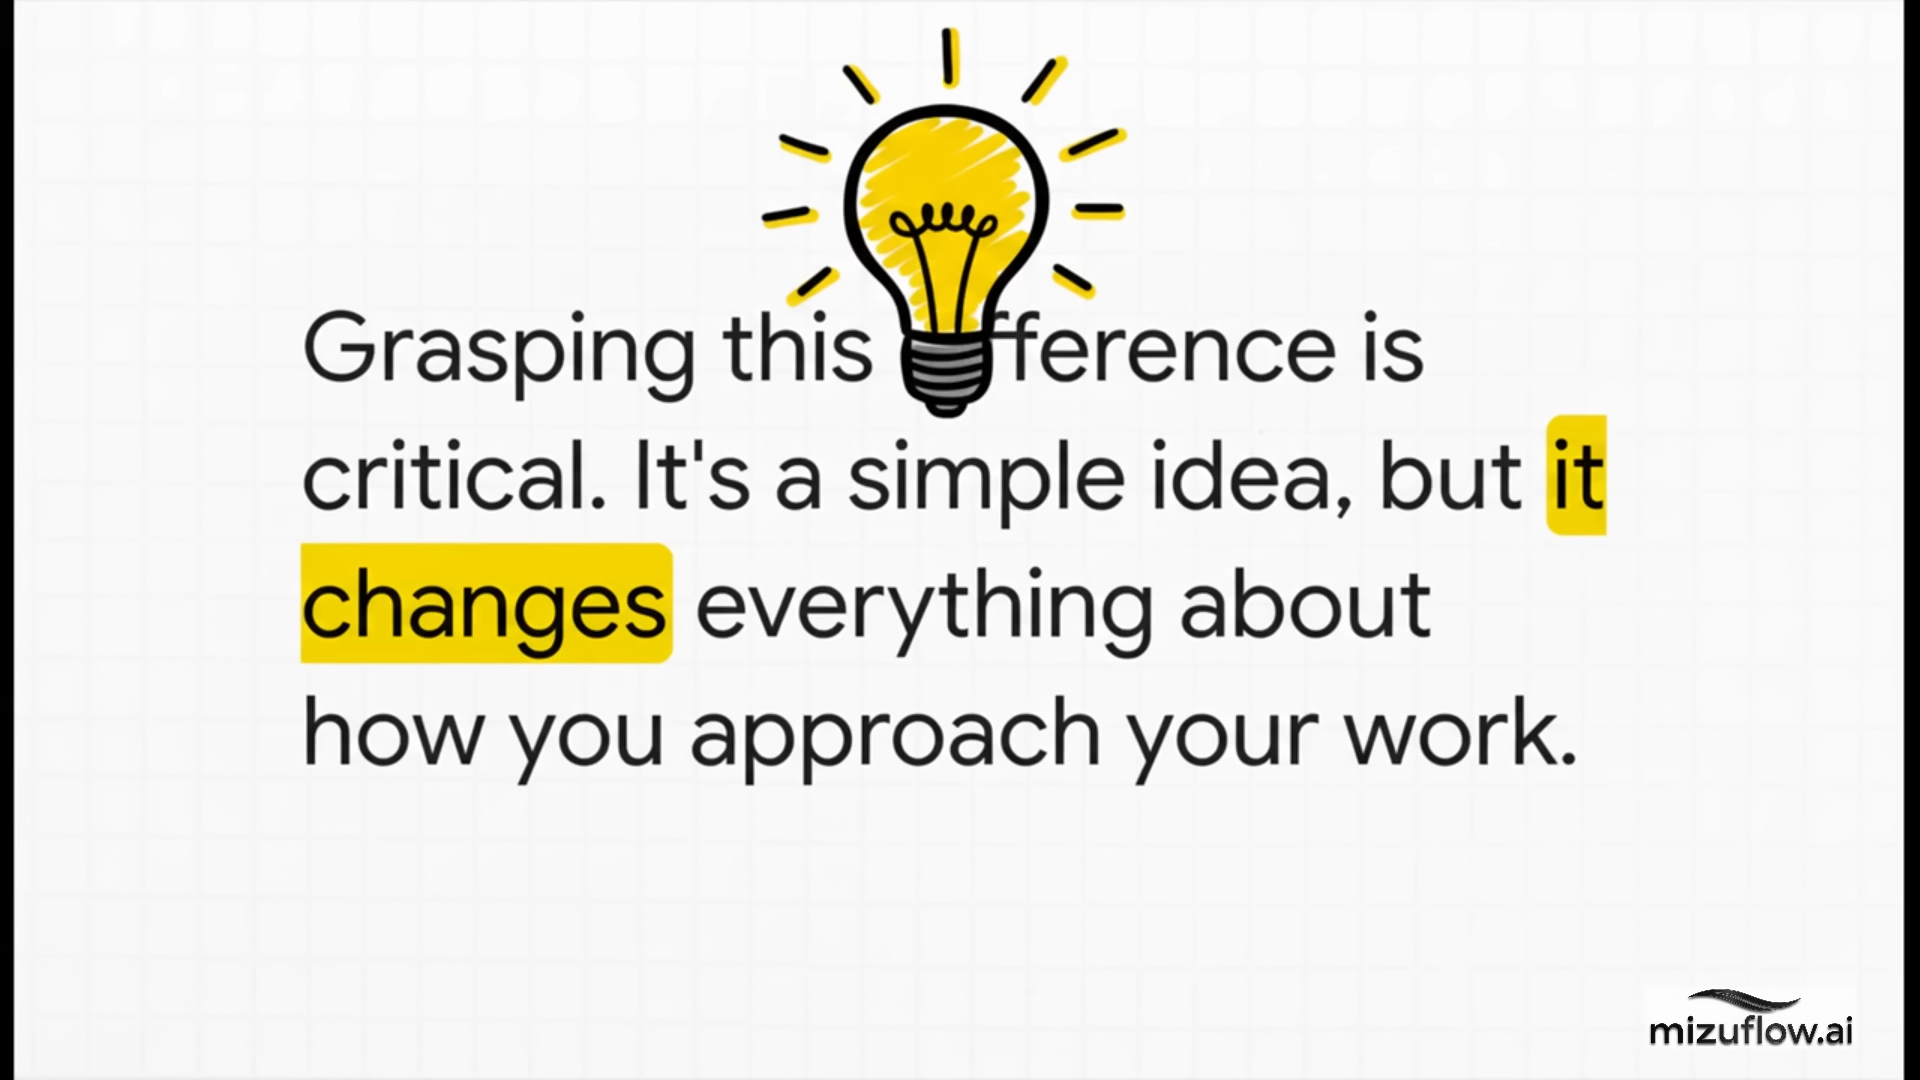 Grasping this fference is
critical. It's a simple idea, but it
changes everything about
how you approach your work.
mizuflow.ai